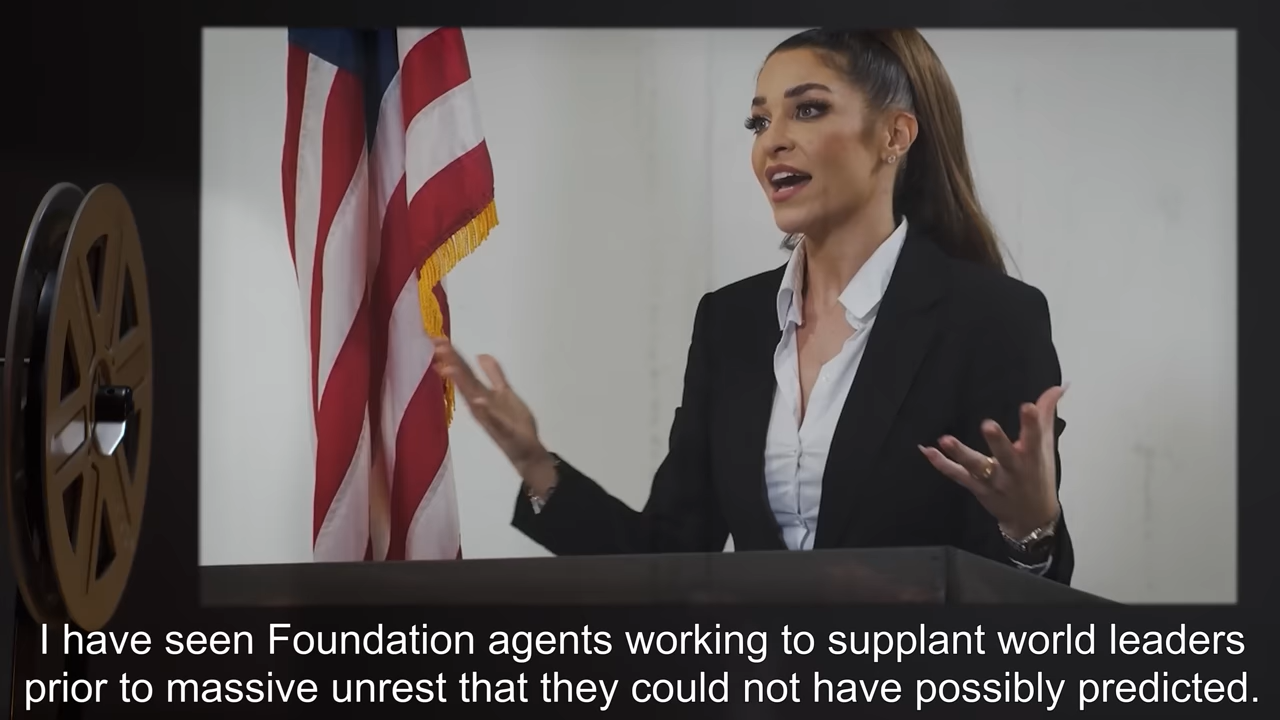 I have seen Foundation agents working to supplant world leaders
prior to massive unrest that they could not have possibly predicted.